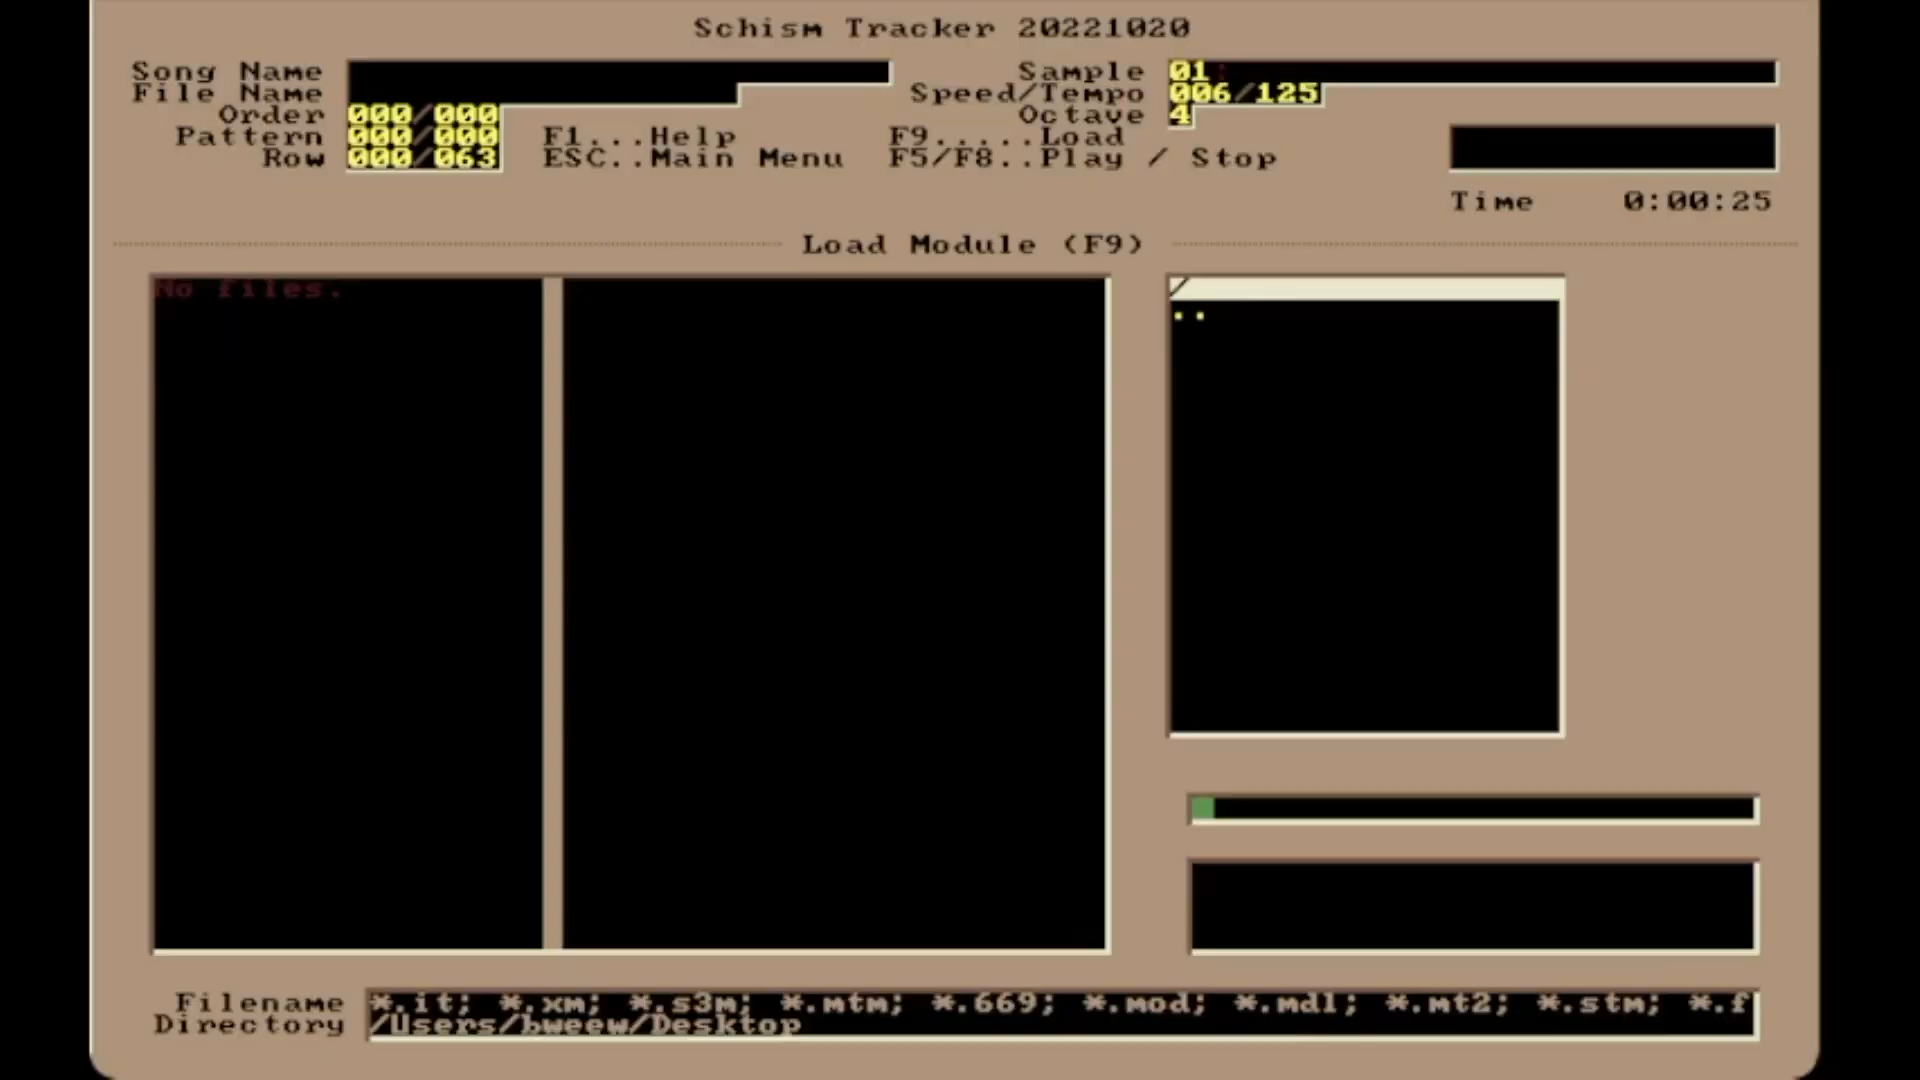 Schism Tracker 20221020
Song Name
Sample 01:
File Name
Speed/Tempo 006/125
Order 000/000
Octave 4
Pattern 000/000
F1...Help
F9.....Load
Row 000/063
ESC..Main Menu
F5/F8..Play / Stop
Time 0:00:25
Load Module (F9)
No files.
/
..
Filename *.it; *.xm; *.s3m; *.mtm; *.669; *.mod; *.mdl; *.mt2; *.stm; *.f
Directory /Users/bweew/Desktop